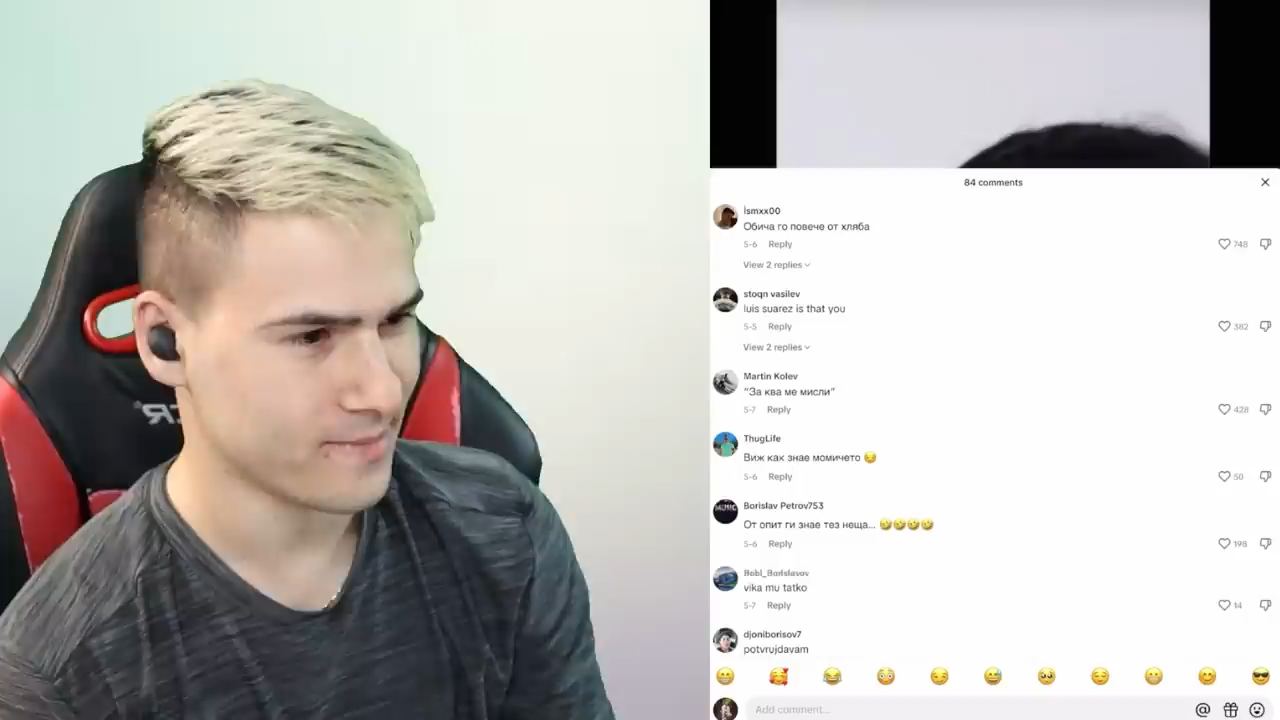 84 comments
ismxx00
Обича го повече от хляба
5-6 Reply
748
View 2 replies
stoqn vasilev
luis suarez is that you
5-5 Reply
382
View 2 replies
Martin Kolev
“За ква ме мисли”
5-7 Reply
428
ThugLife
Виж как знае момичето 😔
5-6 Reply
50
Borislav Petrov753
От опит ги знае тез неща... 🤣🤣🤣🤣
5-6 Reply
198
Bobi_Borislavov
vika mu tatko
5-7 Reply
14
djoniborisov7
potvrujdavam
Add comment...